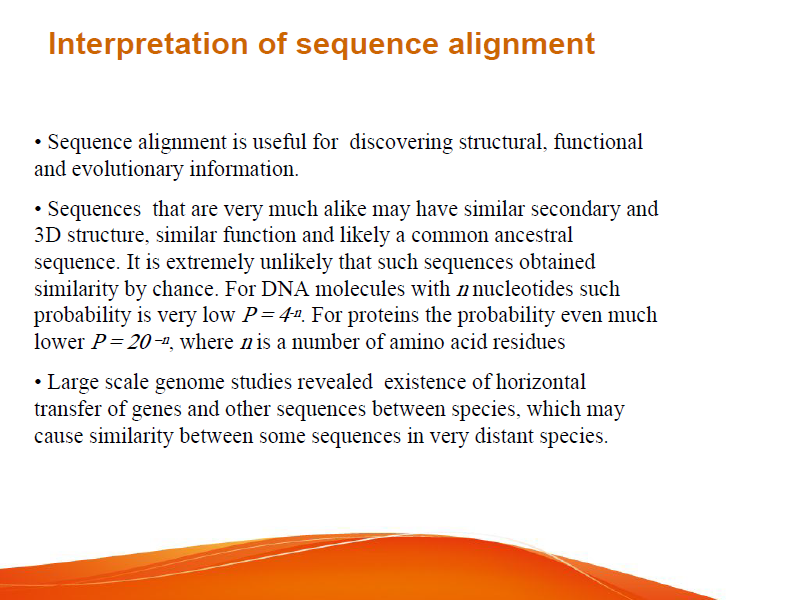 Interpretation of sequence alignment
• Sequence alignment is useful for  discovering structural, functional
and evolutionary information.
• Sequences  that are very much alike may have similar secondary and
3D structure, similar function and likely a common ancestral
sequence. It is extremely unlikely that such sequences obtained
similarity by chance. For DNA molecules with n nucleotides such
probability is very low P = 4⁻ⁿ. For proteins the probability even much
lower P = 20 ⁻ⁿ, where n is a number of amino acid residues
• Large scale genome studies revealed  existence of horizontal
transfer of genes and other sequences between species, which may
cause similarity between some sequences in very distant species.